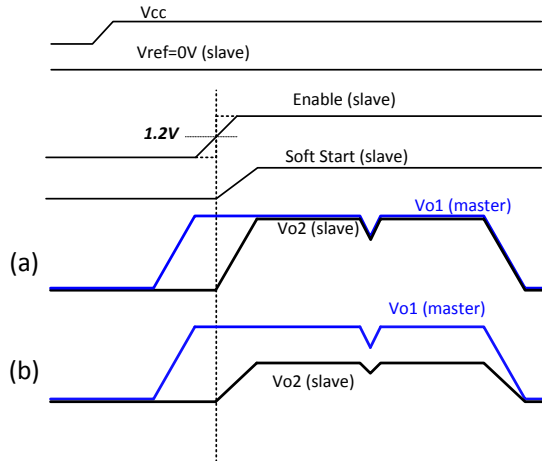 Vcc
Vref=0V (slave)
Enable (slave)
1.2V
Soft Start (slave)
Vo1 (master)
Vo2 (slave)
(a)
Vo1 (master)
(b)
Vo2 (slave)